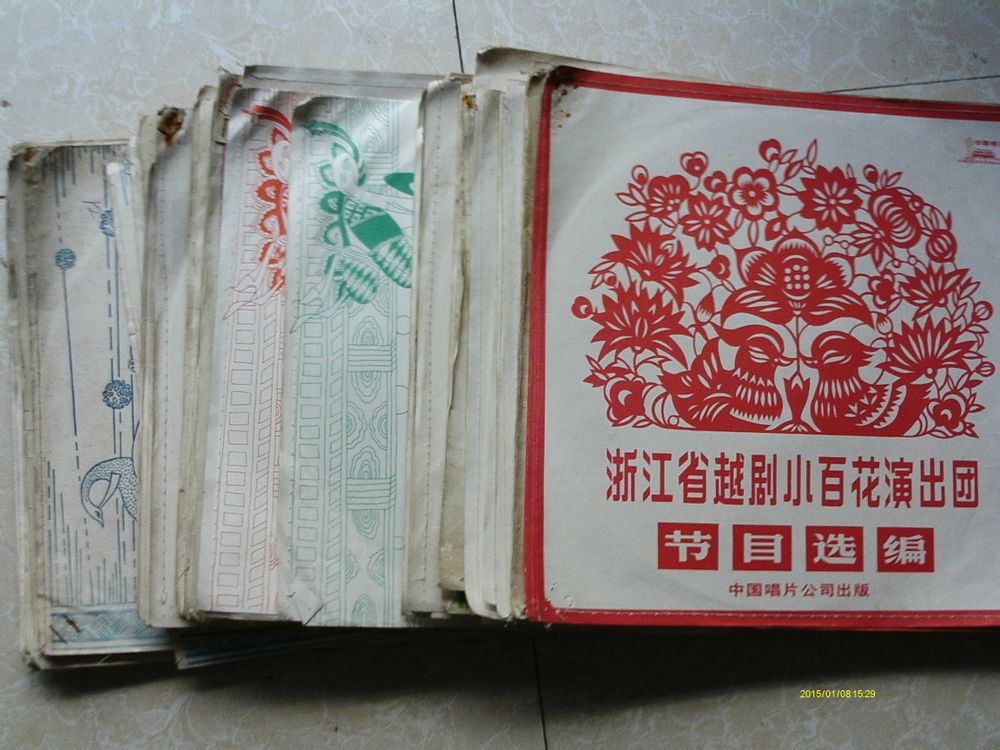 浙江省越剧小百花演出团
节目选编
中国唱片公司出版
2015/01/08 15:29